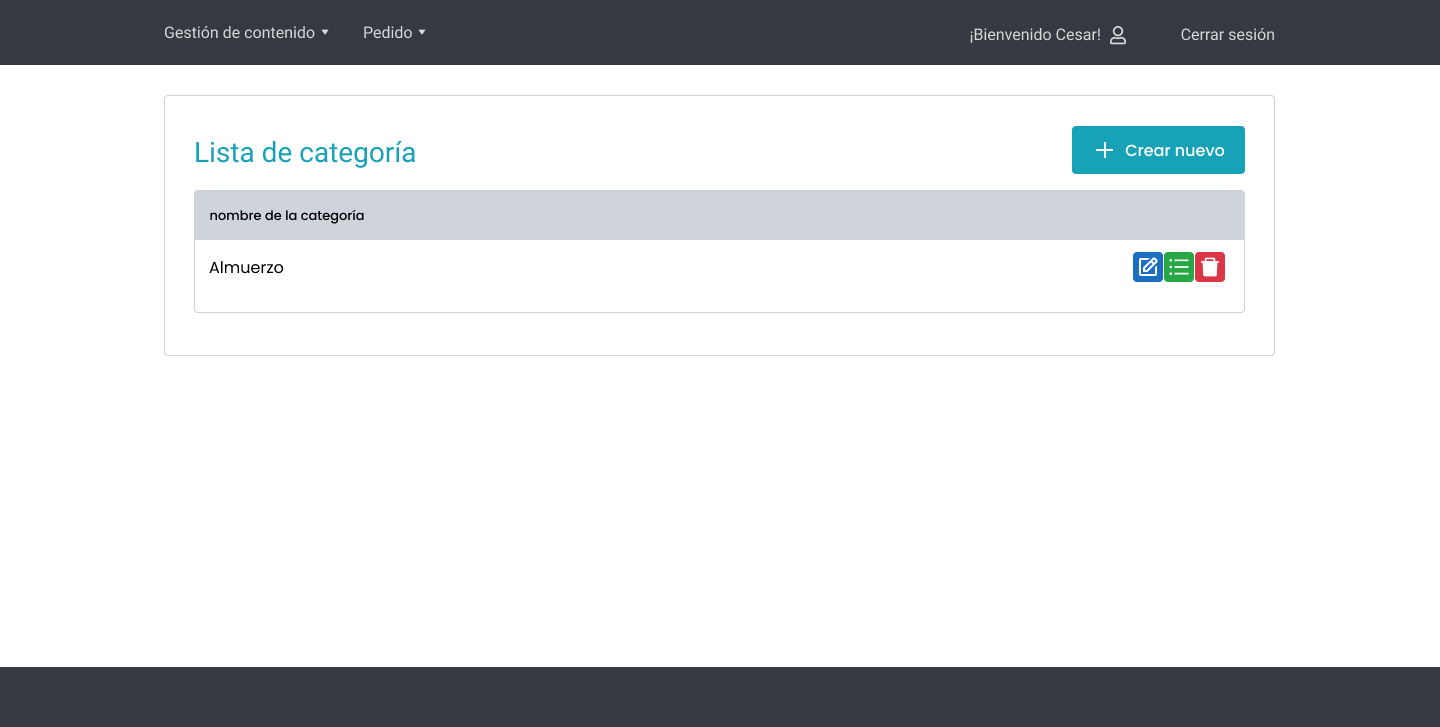 Gestión de contenido
Pedido
¡Bienvenido Cesar!
Cerrar sesión
Lista de categoría
Crear nuevo
nombre de la categoría
Almuerzo